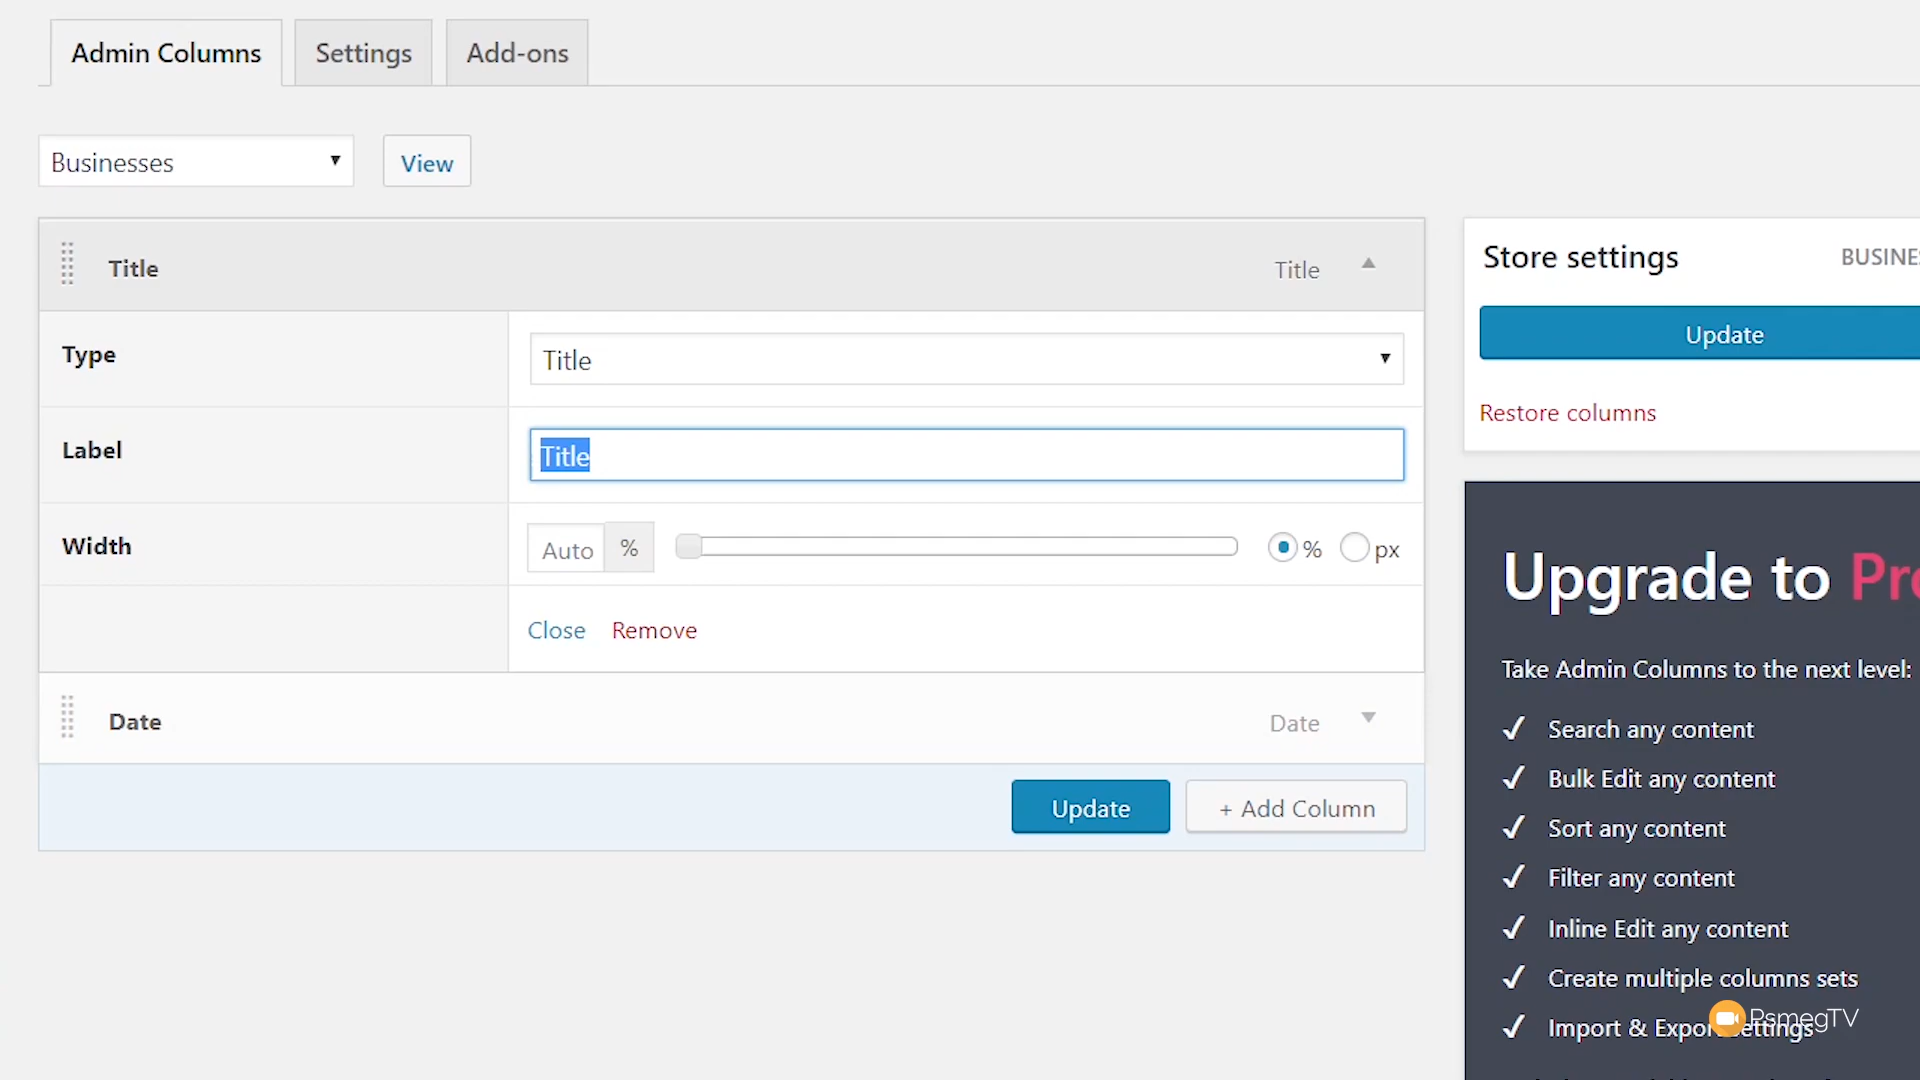 Admin Columns Settings Add-ons
Businesses View
Title Title
Type Title
Label Title
Width Auto % % px
Close Remove
Date Date
Update + Add Column
Store settings
Update
Restore columns
Upgrade to
Take Admin Columns to the next level:
Search any content
Bulk Edit any content
Sort any content
Filter any content
Inline Edit any content
Create multiple columns sets
Import & Export settings
PsmegTV